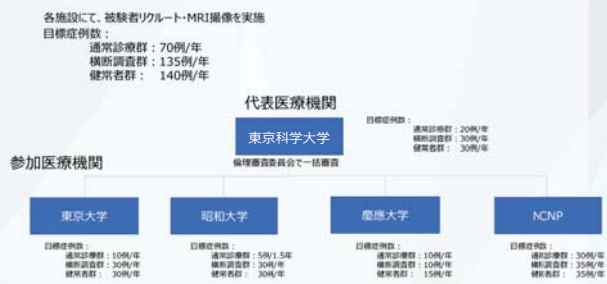 各施設にて、被験者リクルート・MRI撮像を実施
目標症例数：
通常診療群：70例/年
横断調査群：135例/年
健常者群： 140例/年
代表医療機関
東京科学大学
倫理審査委員会で一括審査
目標症例数：
通常診療群：20例/年
横断調査群：30例/年
健常者群： 30例/年
参加医療機関
東京大学
目標症例数：
通常診療群：10例/年
横断調査群：30例/年
健常者群： 30例/年
昭和大学
目標症例数：
通常診療群：5例/1.5年
横断調査群：30例/年
健常者群： 30例/年
慶應大学
目標症例数：
通常診療群：10例/年
横断調査群：10例/年
健常者群： 15例/年
NCNP
目標症例数：
通常診療群：30例/年
横断調査群：35例/年
健常者群： 35例/年